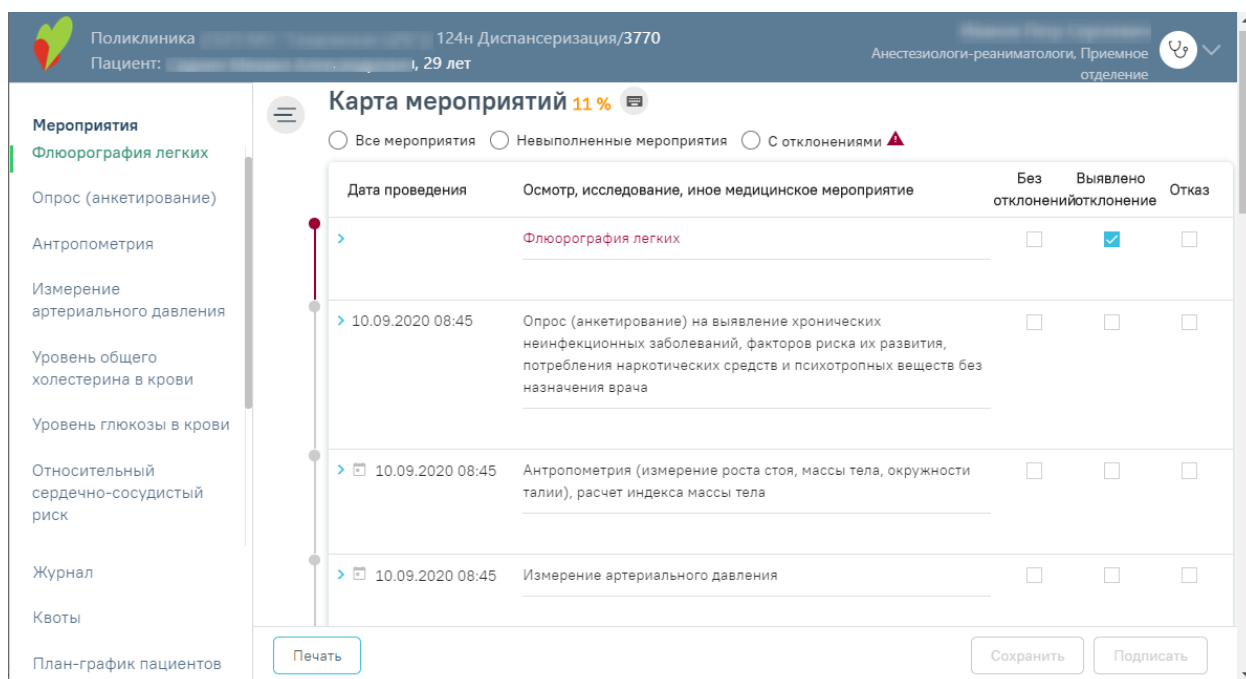 Поликлиника 124н Диспансеризация/3770
Пациент: , 29 лет
Анестезиологи-реаниматологи, Приемное
отделение
Мероприятия
Флюорография легких
Опрос (анкетирование)
Антропометрия
Измерение
артериального давления
Уровень общего
холестерина в крови
Уровень глюкозы в крови
Относительный
сердечно-сосудистый
риск
Журнал
Квоты
План-график пациентов
Карта мероприятий 11 %
Все мероприятия Невыполненные мероприятия С отклонениями
Дата проведения Осмотр, исследование, иное медицинское мероприятие Без отклонений Выявлено отклонение Отказ
Флюорография легких
10.09.2020 08:45 Опрос (анкетирование) на выявление хронических
неинфекционных заболеваний, факторов риска их развития,
потребления наркотических средств и психотропных веществ без
назначения врача
10.09.2020 08:45 Антропометрия (измерение роста стоя, массы тела, окружности
талии), расчет индекса массы тела
10.09.2020 08:45 Измерение артериального давления
Печать Сохранить Подписать